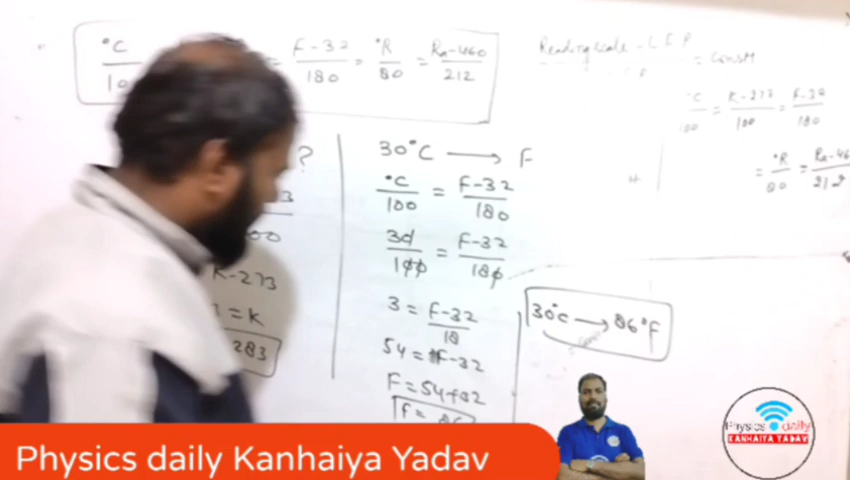 °C/100 = F-32/180 = °R/80 = Ra-460/212
Reading scale - L F P = const
°C/100 = K-273/100 = F-32/180
= °R/80 = Ra-46/212
?
K-273
= K
283
30°C → F
°C/100 = F-32/180
30/100 = F-32/180
3 = F-32/18
54 = F-32
F = 54+32
F = 86
30°C → 86°F
Physics daily
KANHAIYA YADAV
Physics daily Kanhaiya Yadav